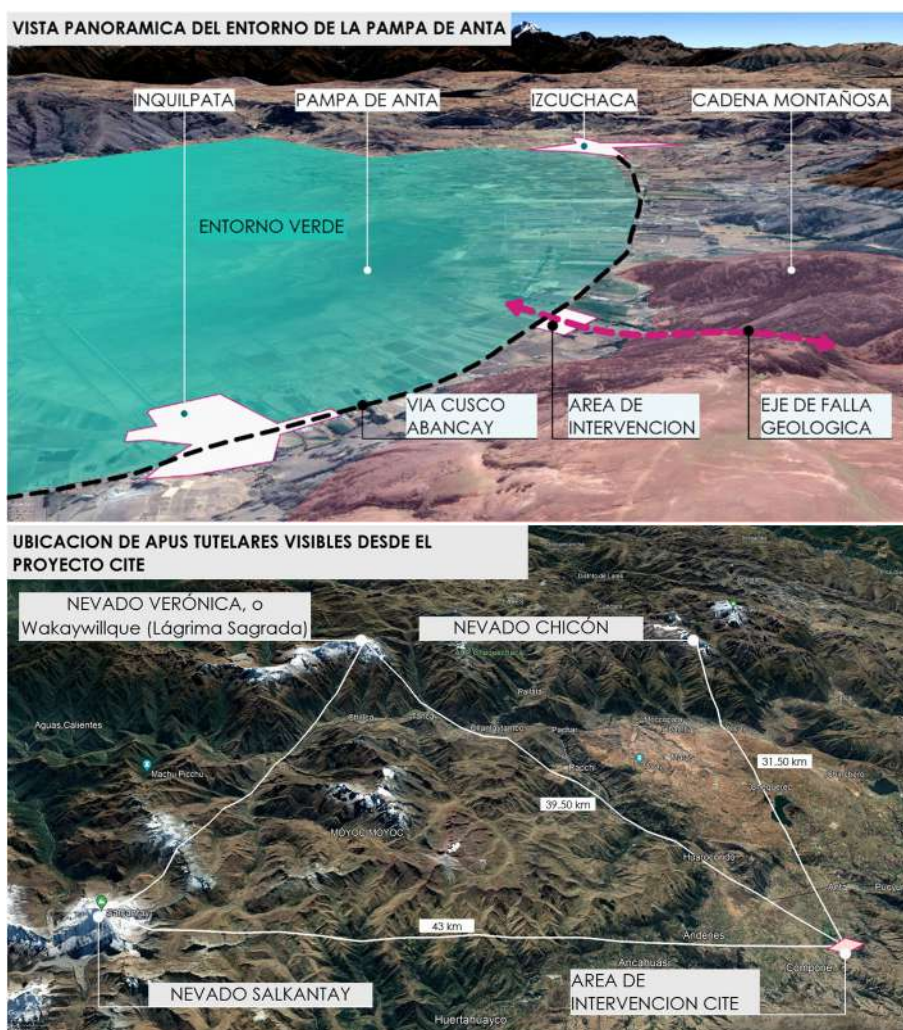 VISTA PANORAMICA DEL ENTORNO DE LA PAMPA DE ANTA
INQUILPATA
PAMPA DE ANTA
IZCUCHACA
CADENA MONTAÑOSA
ENTORNO VERDE
VIA CUSCO
ABANCAY
AREA DE
INTERVENCION
EJE DE FALLA
GEOLOGICA
UBICACION DE APUS TUTELARES VISIBLES DESDE EL
PROYECTO CITE
NEVADO VERÓNICA, o
Wakaywillque (Lágrima Sagrada)
NEVADO CHICÓN
Aguas Calientes
Machu Picchu
Pachar
31.50 km
39.50 km
MOYOC MOYOC
Huarocondo
Salcantay
43 km
Andenes
Ancahuasi
Compone
NEVADO SALKANTAY
AREA DE
INTERVENCION CITE
Huertahuayco